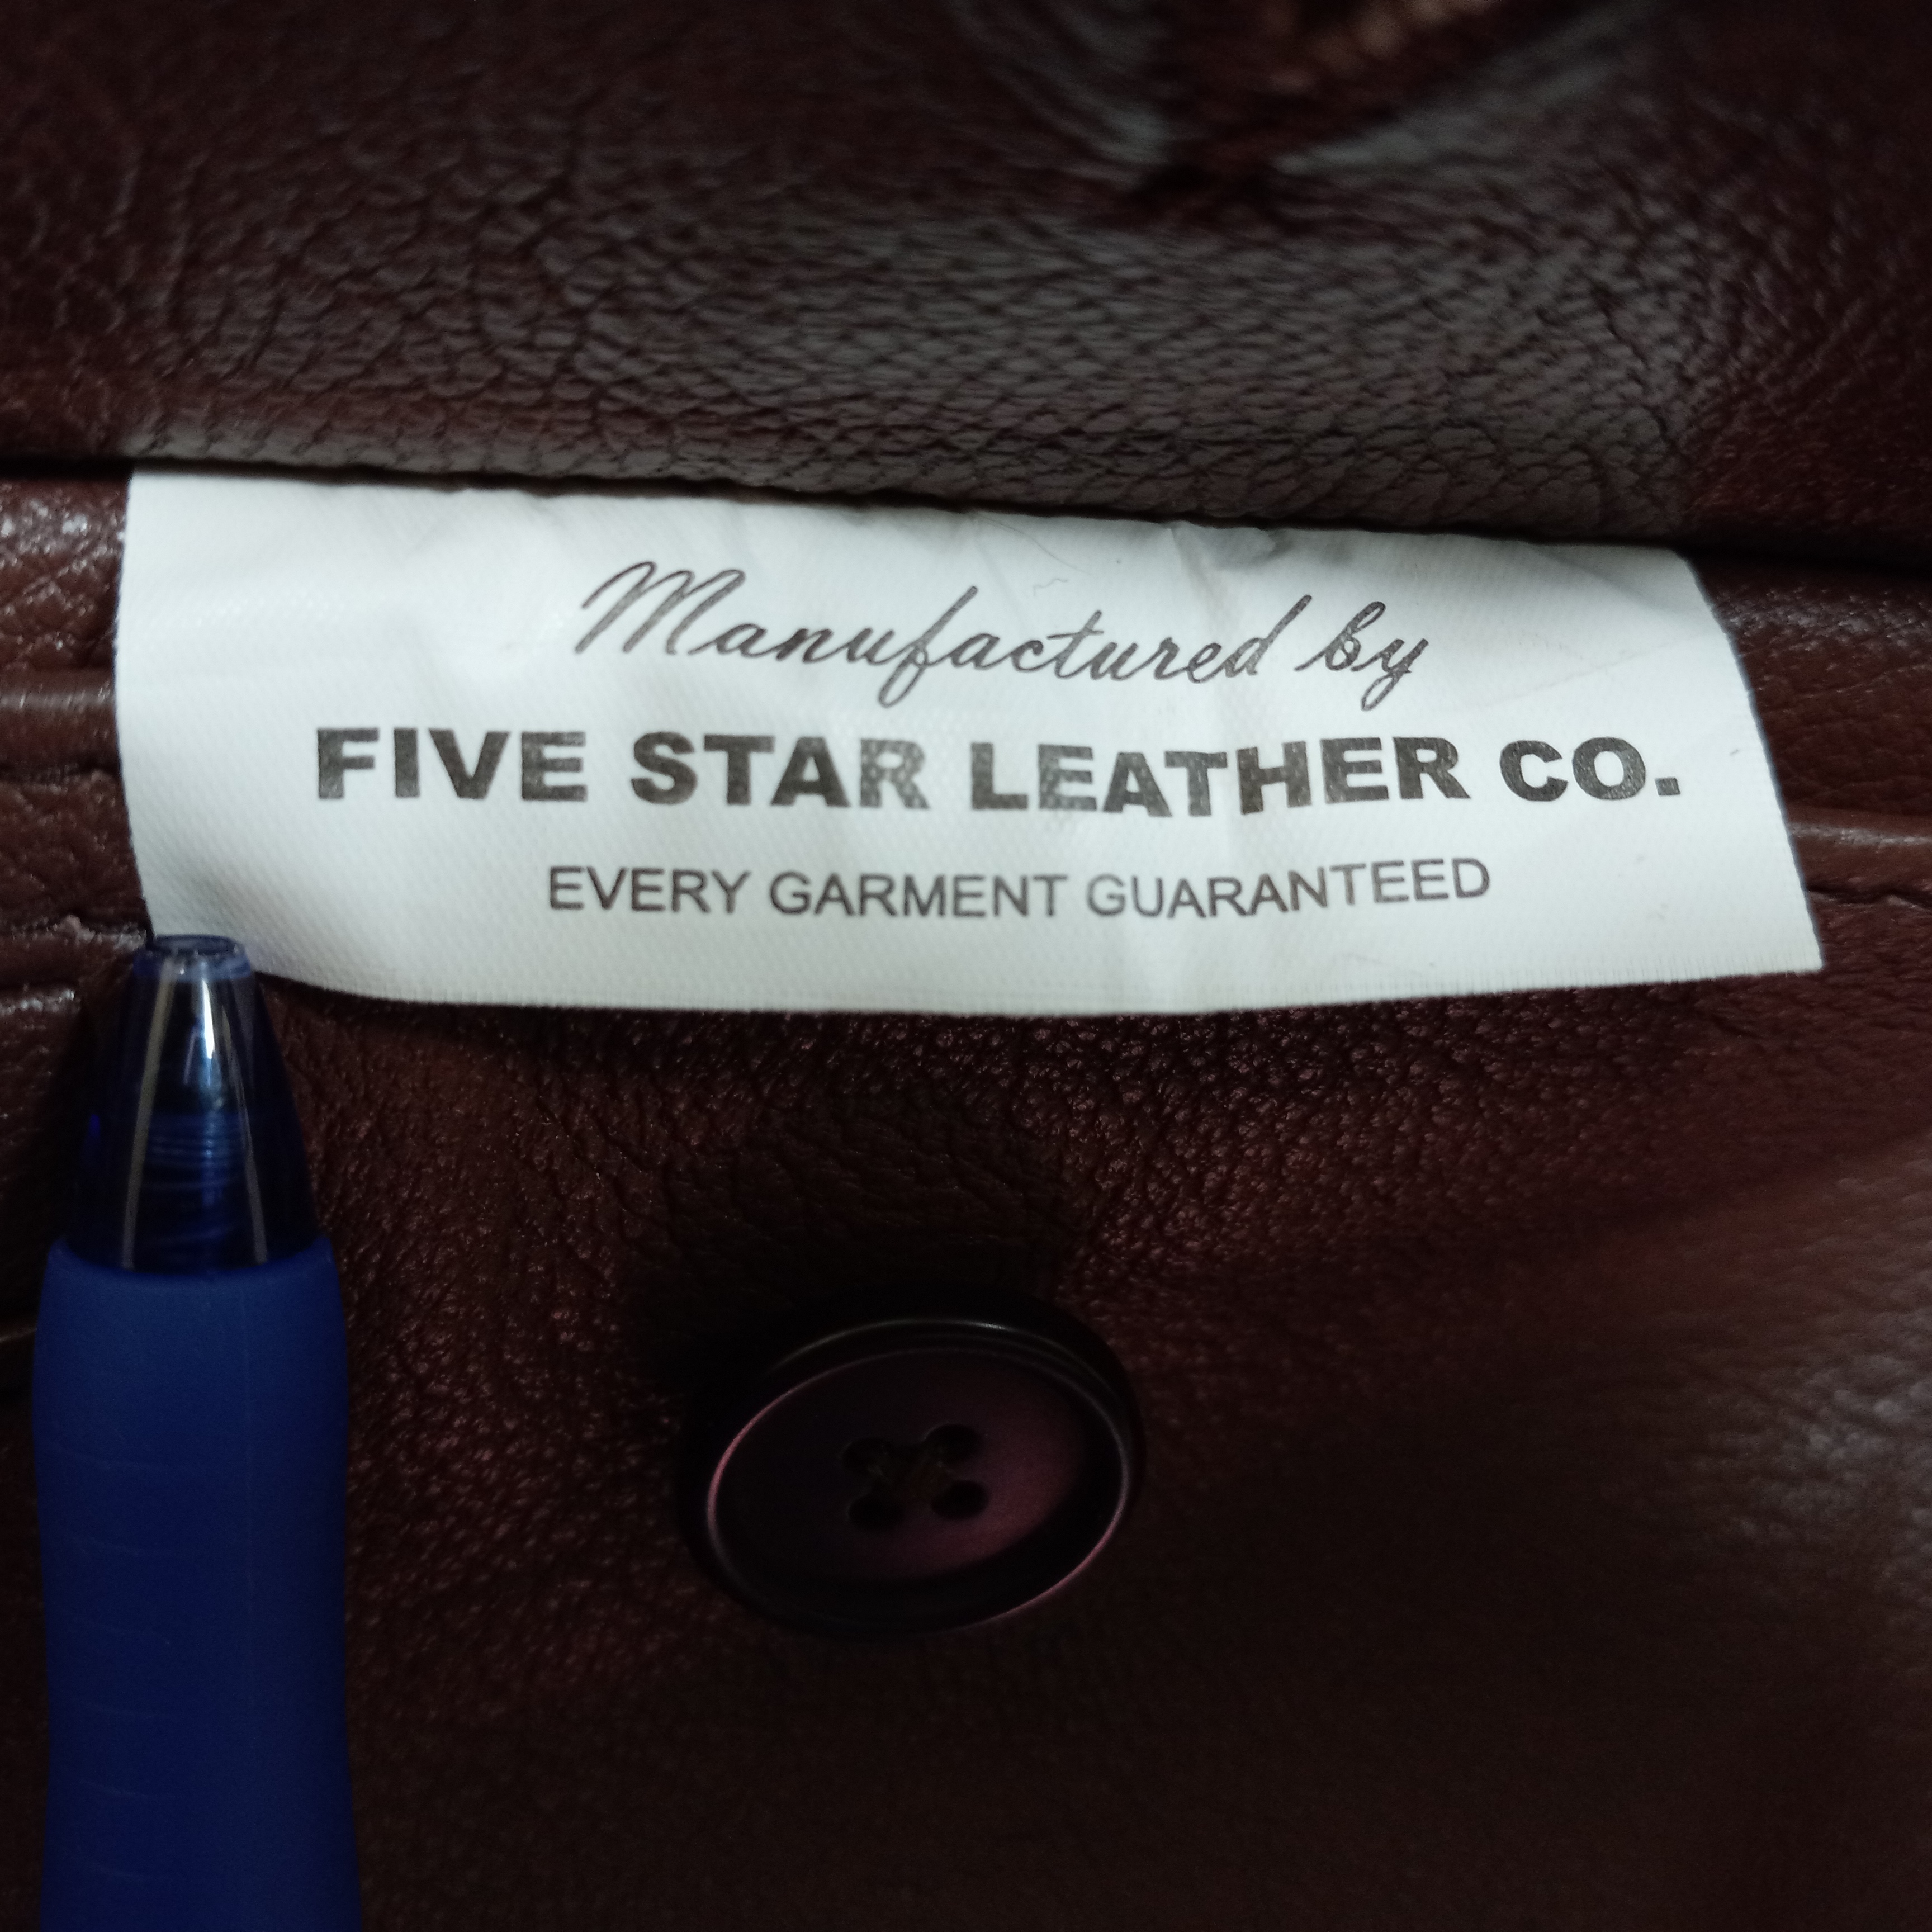 Manufactured by
FIVE STAR LEATHER CO.
EVERY GARMENT GUARANTEED